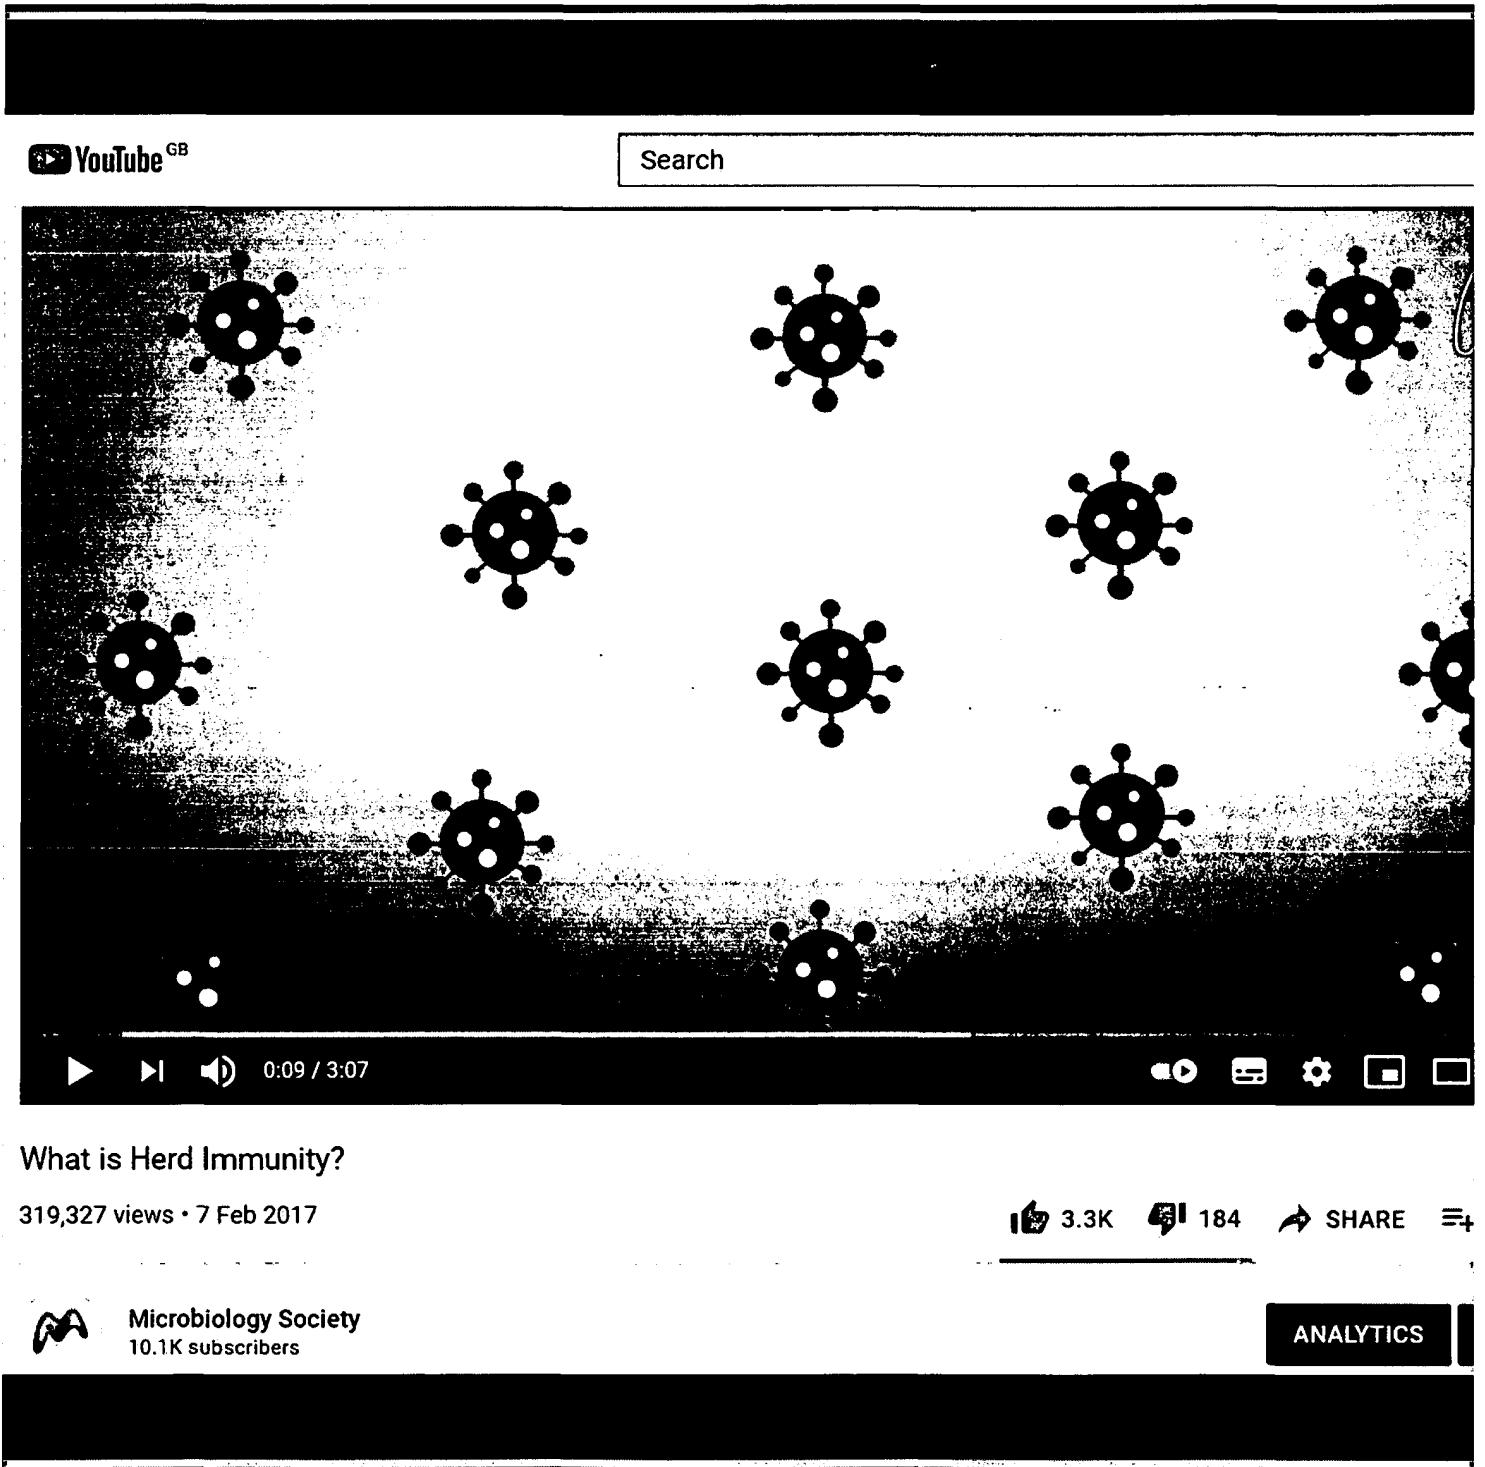 YouTube GB
Search
0:09 / 3:07
What is Herd Immunity?
319,327 views • 7 Feb 2017
3.3K 184 SHARE
Microbiology Society
10.1K subscribers
ANALYTICS